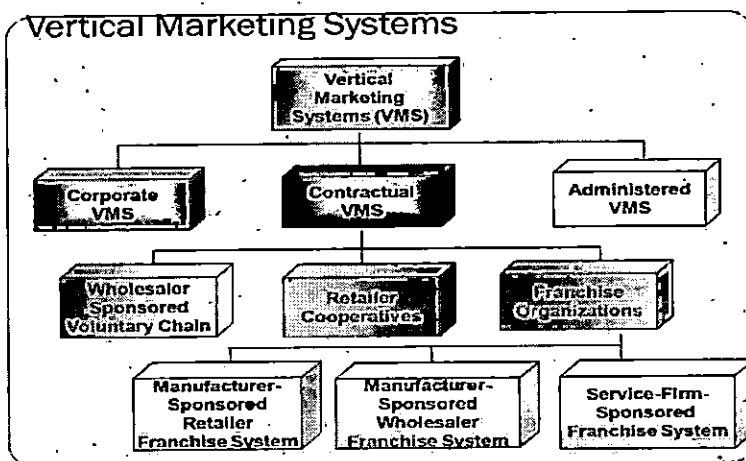 Vertical Marketing Systems
Vertical
Marketing
Systems (VMS)
Corporate
VMS
Contractual
VMS
Administered
VMS
Wholesaler
Sponsored
Voluntary Chain
Retailer
Cooperatives
Franchise
Organizations
Manufacturer-
Sponsored
Retailer
Franchise System
Manufacturer-
Sponsored
Wholesaler
Franchise System
Service-Firm-
Sponsored
Franchise System